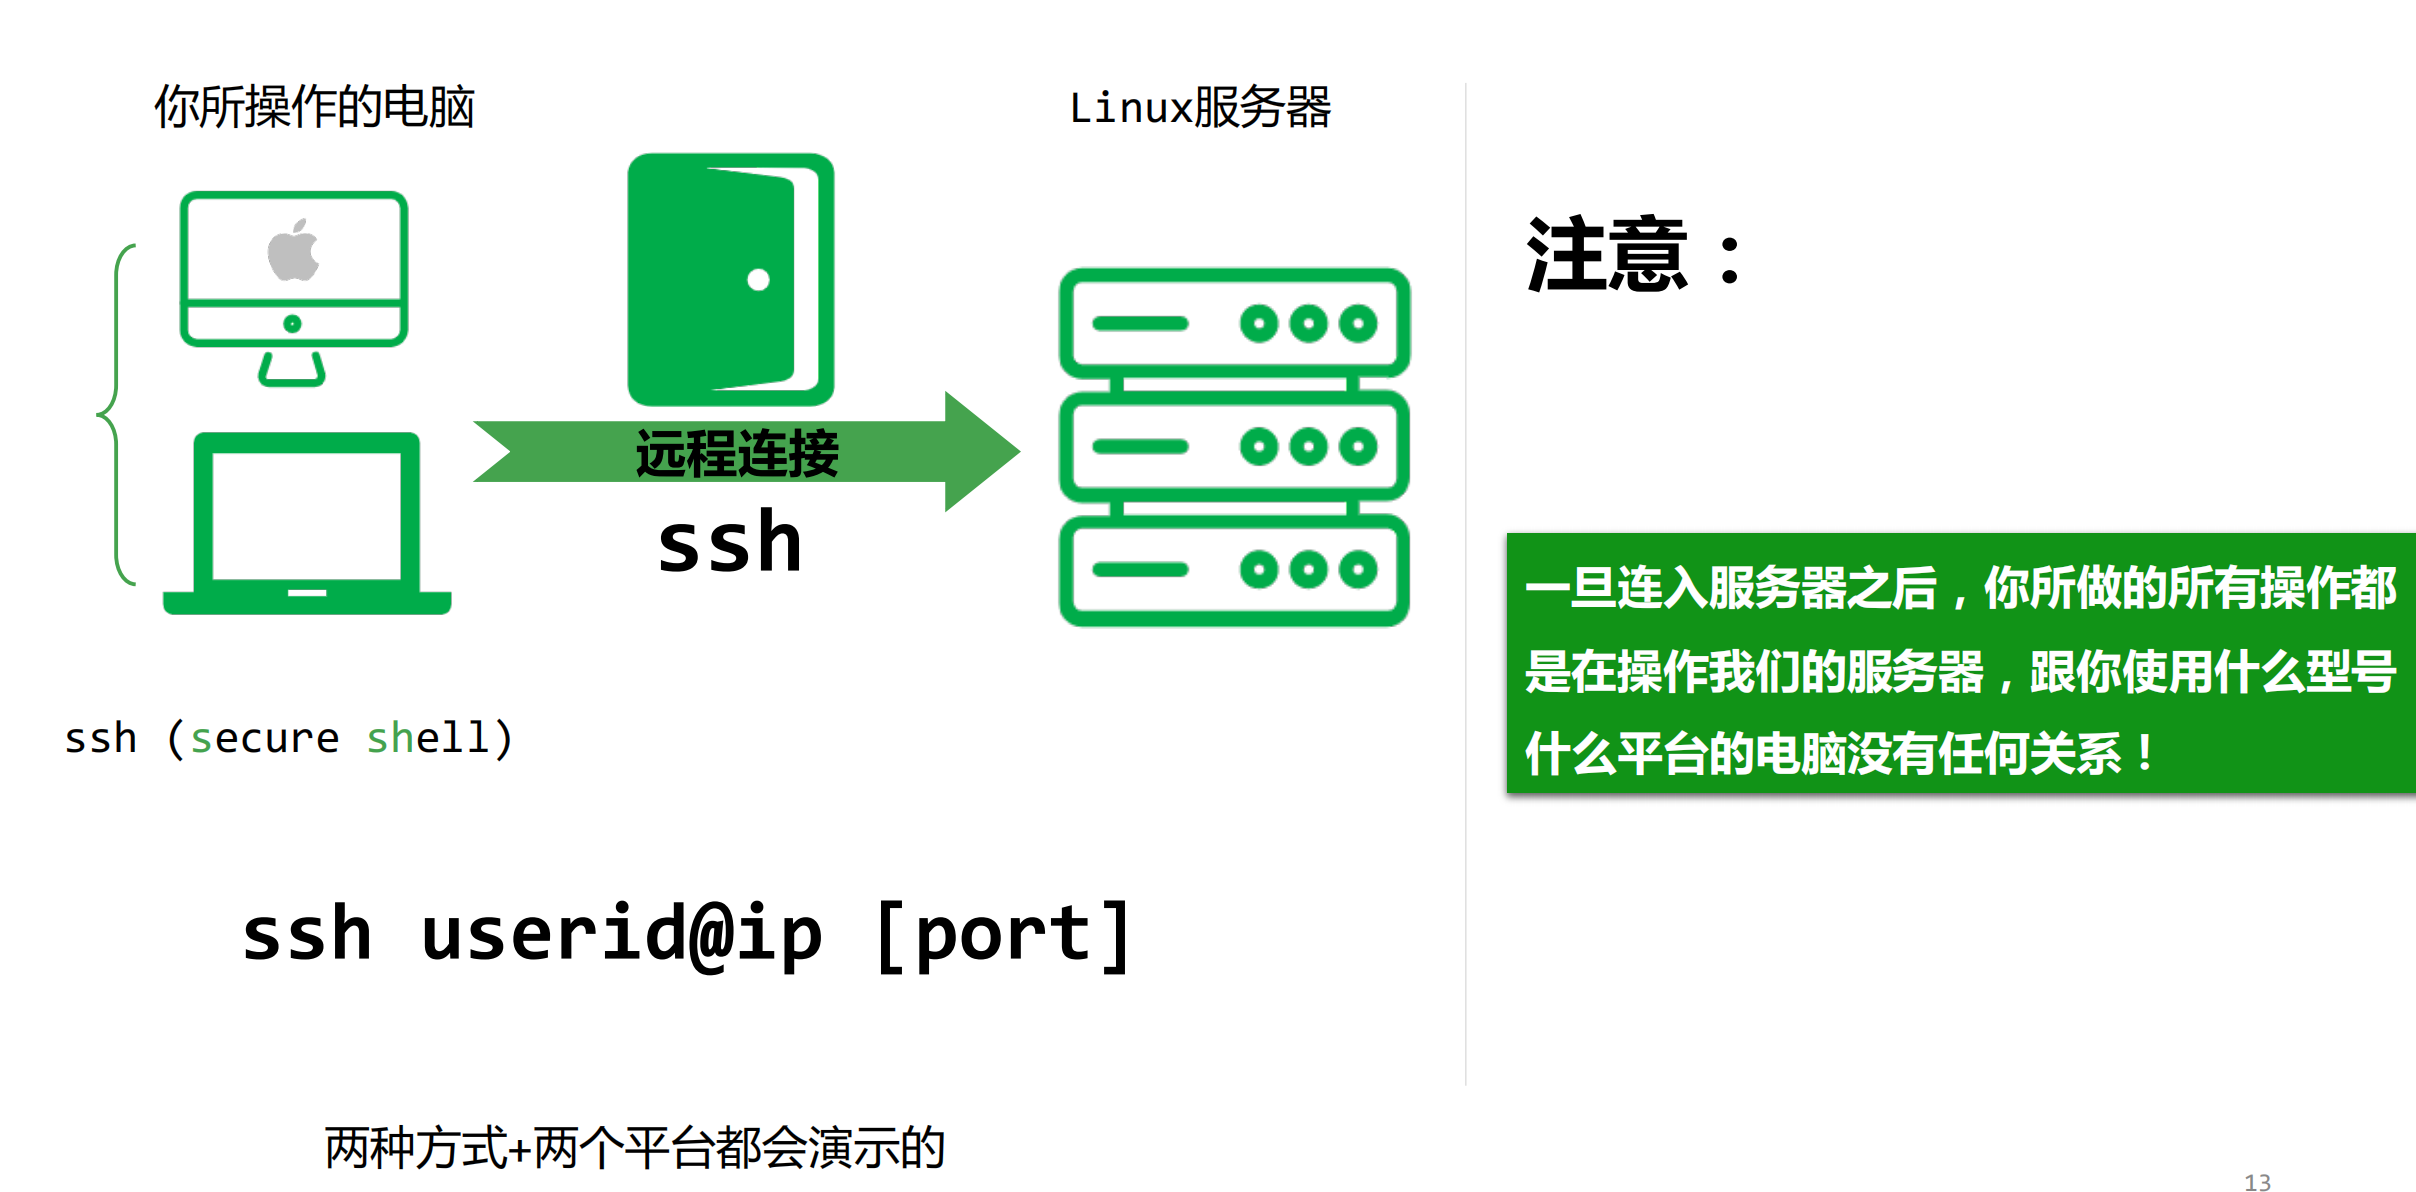 你所操作的电脑
Linux服务器
远程连接
ssh
ssh (secure shell)
ssh userid@ip [port]
两种方式+两个平台都会演示的
注意：
一旦连入服务器之后，你所做的所有操作都
是在操作我们的服务器，跟你使用什么型号
什么平台的电脑没有任何关系！
13